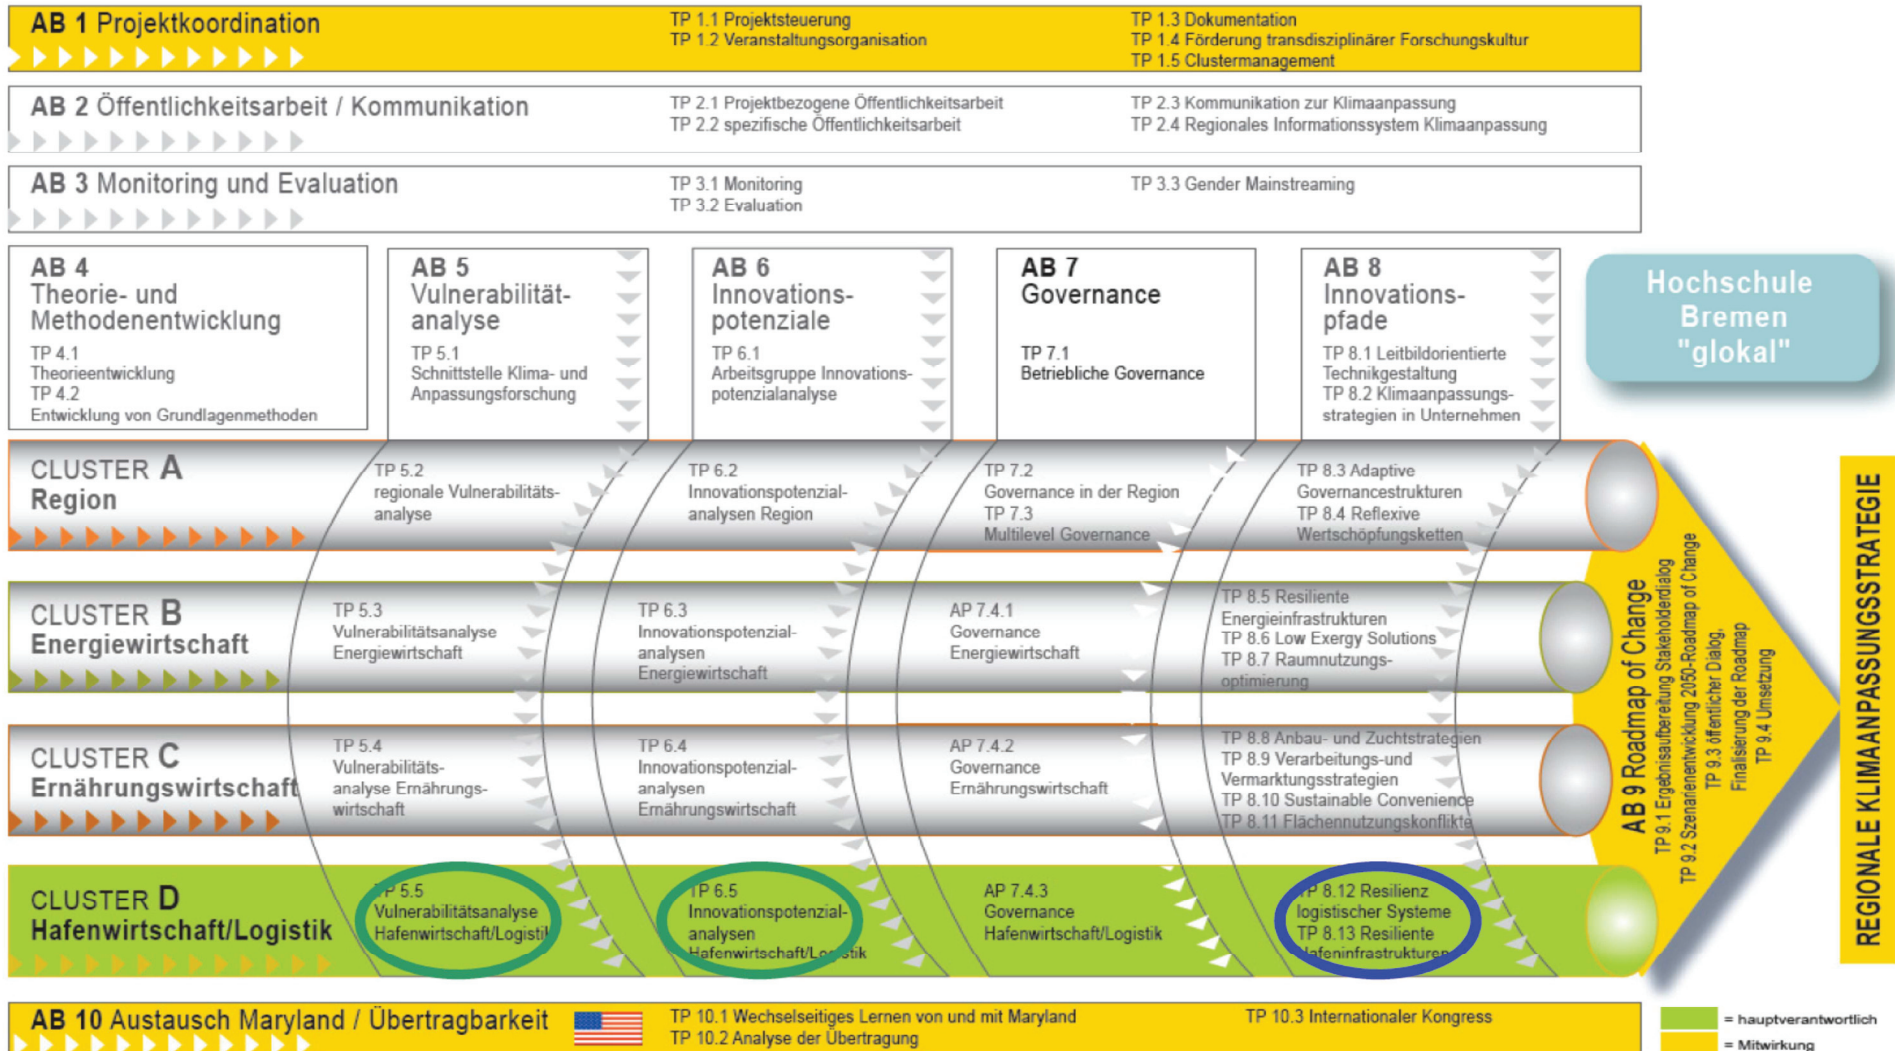 AB 1 Projektkoordination
TP 1.1 Projektsteuerung
TP 1.2 Veranstaltungsorganisation
TP 1.3 Dokumentation
TP 1.4 Förderung transdisziplinärer Forschungskultur
TP 1.5 Clustermanagement
AB 2 Öffentlichkeitsarbeit / Kommunikation
TP 2.1 Projektbezogene Öffentlichkeitsarbeit
TP 2.2 spezifische Öffentlichkeitsarbeit
TP 2.3 Kommunikation zur Klimaanpassung
TP 2.4 Regionales Informationssystem Klimaanpassung
AB 3 Monitoring und Evaluation
TP 3.1 Monitoring
TP 3.2 Evaluation
TP 3.3 Gender Mainstreaming
AB 4
Theorie- und
Methodenentwicklung
TP 4.1
Theorieentwicklung
TP 4.2
Entwicklung von Grundlagenmethoden
AB 5
Vulnerabilität-
analyse
TP 5.1
Schnittstelle Klima- und
Anpassungsforschung
AB 6
Innovations-
potenziale
TP 6.1
Arbeitsgruppe Innovations-
potenzialanalyse
AB 7
Governance
TP 7.1
Betriebliche Governance
AB 8
Innovations-
pfade
TP 8.1 Leitbildorientierte
Technikgestaltung
TP 8.2 Klimaanpassungs-
strategien in Unternehmen
Hochschule
Bremen
"glokal"
CLUSTER A
Region
TP 5.2
regionale Vulnerabilitäts-
analyse
TP 6.2
Innovationspotenzial-
analysen Region
TP 7.2
Governance in der Region
TP 7.3
Multilevel Governance
TP 8.3 Adaptive
Governancestrukturen
TP 8.4 Reflexive
Wertschöpfungsketten
CLUSTER B
Energiewirtschaft
TP 5.3
Vulnerabilitätsanalyse
Energiewirtschaft
TP 6.3
Innovationspotenzial-
analysen
Energiewirtschaft
AP 7.4.1
Governance
Energiewirtschaft
TP 8.5 Resiliente
Energieinfrastrukturen
TP 8.6 Low Exergy Solutions
TP 8.7 Raumnutzungs-
optimierung
CLUSTER C
Ernährungswirtschaft
TP 5.4
Vulnerabilitäts-
analyse Ernährungs-
wirtschaft
TP 6.4
Innovationspotenzial-
analysen
Ernährungswirtschaft
AP 7.4.2
Governance
Ernährungswirtschaft
TP 8.8 Anbau- und Zuchtstrategien
TP 8.9 Verarbeitungs-und
Vermarktungsstrategien
TP 8.10 Sustainable Convenience
TP 8.11 Flächennutzungskonflikte
CLUSTER D
Hafenwirtschaft/Logistik
TP 5.5
Vulnerabilitätsanalyse
Hafenwirtschaft/Logistik
TP 6.5
Innovationspotenzial-
analysen
Hafenwirtschaft/Logistik
AP 7.4.3
Governance
Hafenwirtschaft/Logistik
TP 8.12 Resilienz
logistischer Systeme
TP 8.13 Resiliente
Hafeninfrastrukturen
AB 9 Roadmap of Change
TP 9.1 Ergebnisaufbereitung Stakeholderdialog
TP 9.2 Szenarienentwicklung 2050-Roadmap of Change
TP 9.3 öffentlicher Dialog,
Finalisierung der Roadmap
TP 9.4 Umsetzung
REGIONALE KLIMAANPASSUNGSSTRATEGIE
AB 10 Austausch Maryland / Übertragbarkeit
TP 10.1 Wechselseitiges Lernen von und mit Maryland
TP 10.2 Analyse der Übertragung
TP 10.3 Internationaler Kongress
= hauptverantwortlich
= Mitwirkung